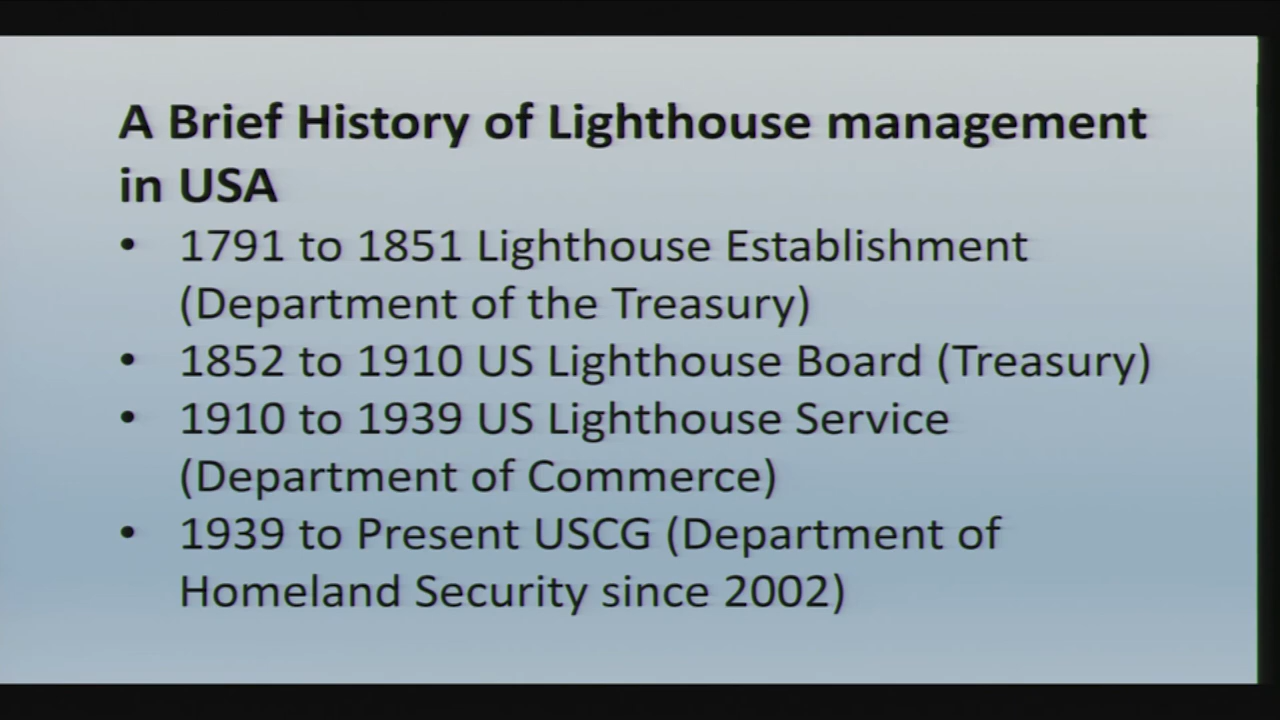 A Brief History of Lighthouse management
in USA
• 1791 to 1851 Lighthouse Establishment
(Department of the Treasury)
• 1852 to 1910 US Lighthouse Board (Treasury)
• 1910 to 1939 US Lighthouse Service
(Department of Commerce)
• 1939 to Present USCG (Department of
Homeland Security since 2002)